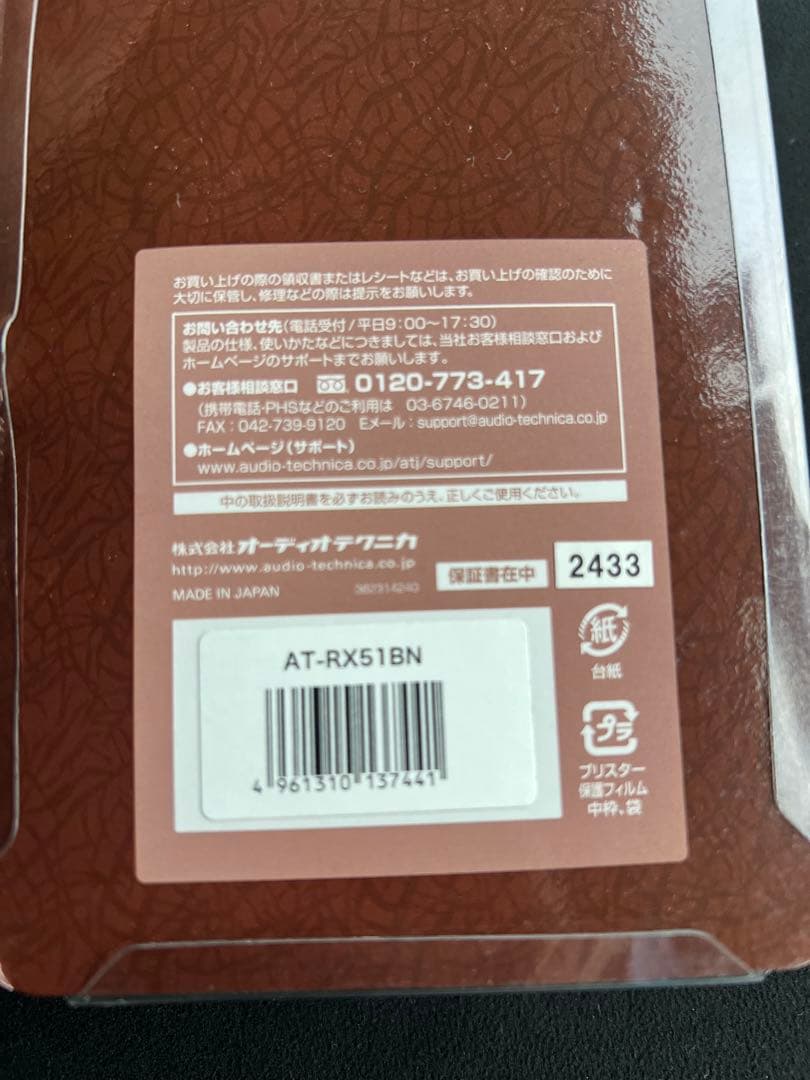 お買い上げの際の領収書またはレシートなどは、お買い上げの確認のために
大切に保管し、修理などの際は提示をお願いします。
お問い合わせ先(電話受付/平日9:00〜17:30)
製品の仕様、使いかたなどにつきましては、当社お客様相談窓口および
ホームページのサポートまでお願いします。
●お客様相談窓口 0120-773-417
(携帯電話・PHSなどのご利用は 03-6746-0211)
FAX:042-739-9120 Eメール:support@audio-technica.co.jp
●ホームページ(サポート)
www.audio-technica.co.jp/atj/support/
中の取扱説明書を必ずお読みのうえ、正しくご使用ください。
株式会社オーディオテクニカ
http://www.audio-technica.co.jp
保証書在中
2433
MADE IN JAPAN
紙
台紙
AT-RX51BN
4 961310 137441
プラ
ブリスター
保護フィルム
中枠、袋